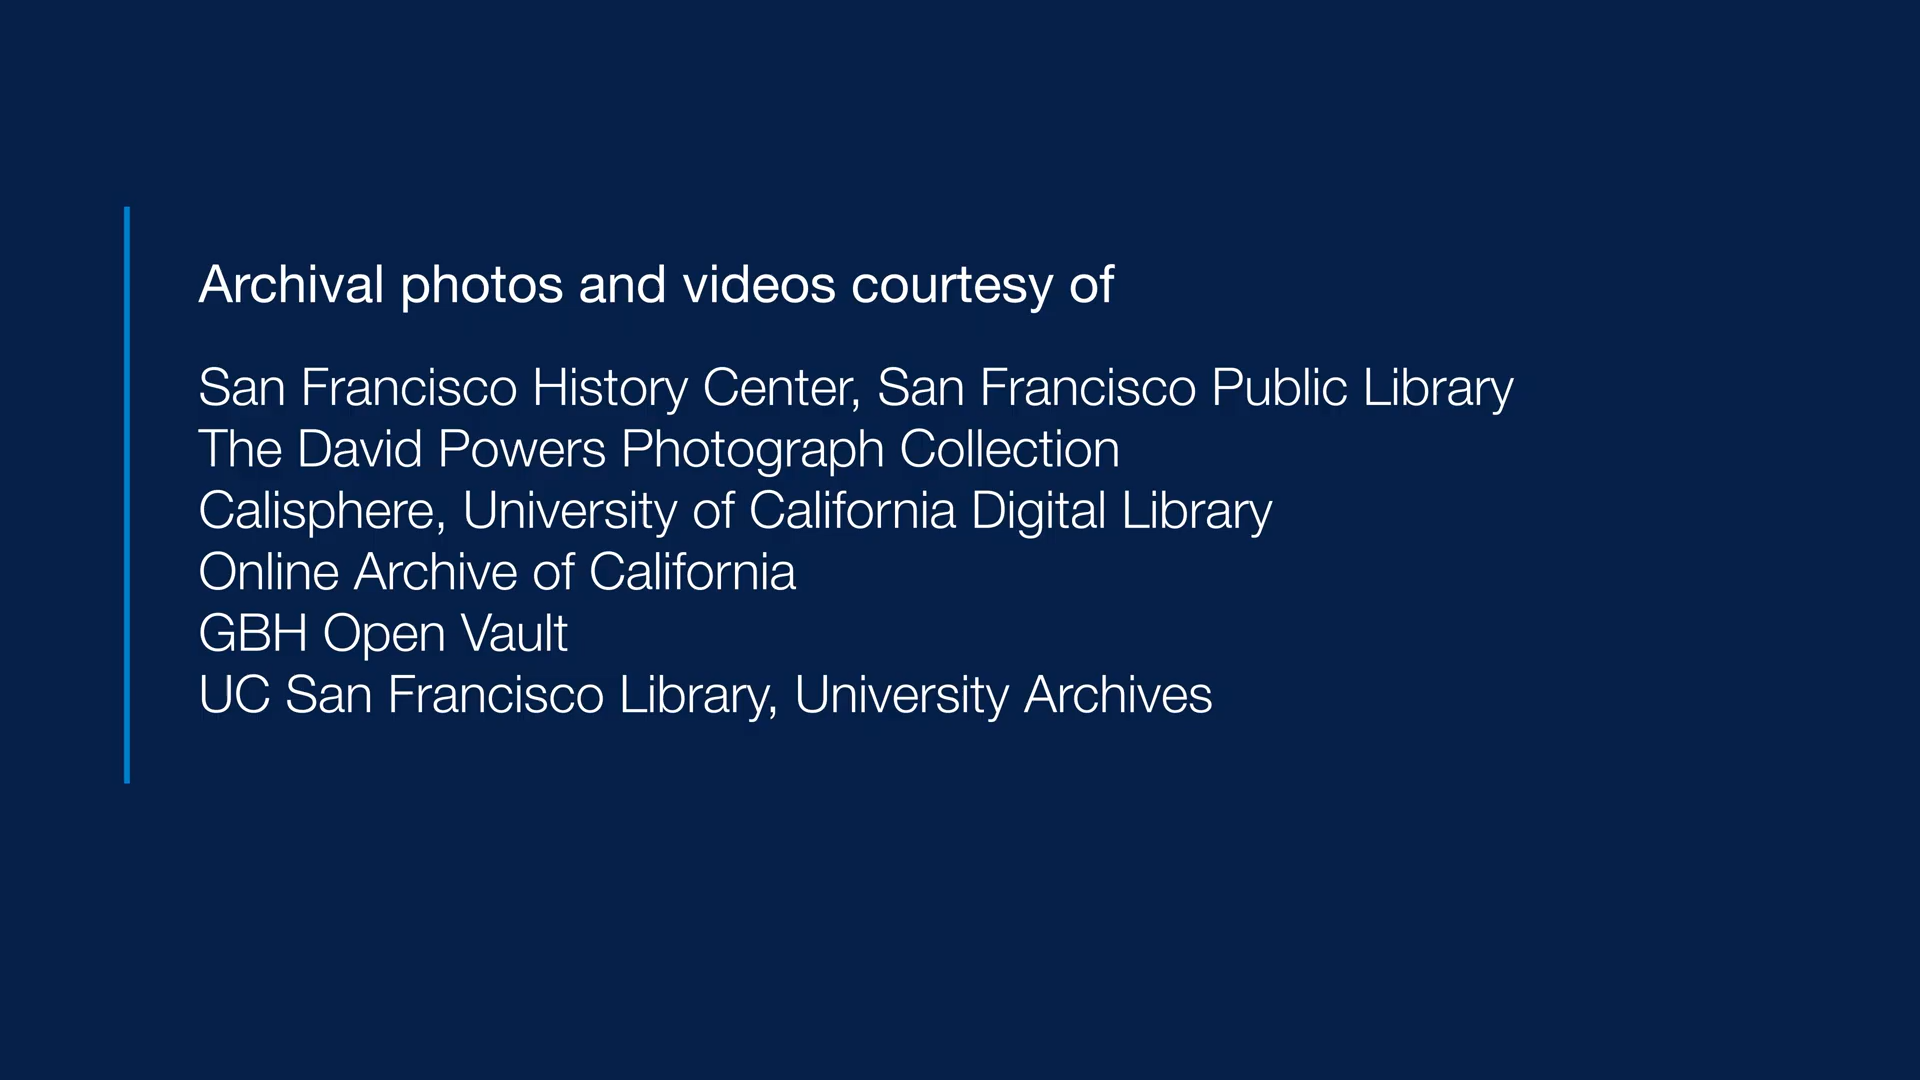 Archival photos and videos courtesy of
San Francisco History Center, San Francisco Public Library
The David Powers Photograph Collection
Calisphere, University of California Digital Library
Online Archive of California
GBH Open Vault
UC San Francisco Library, University Archives